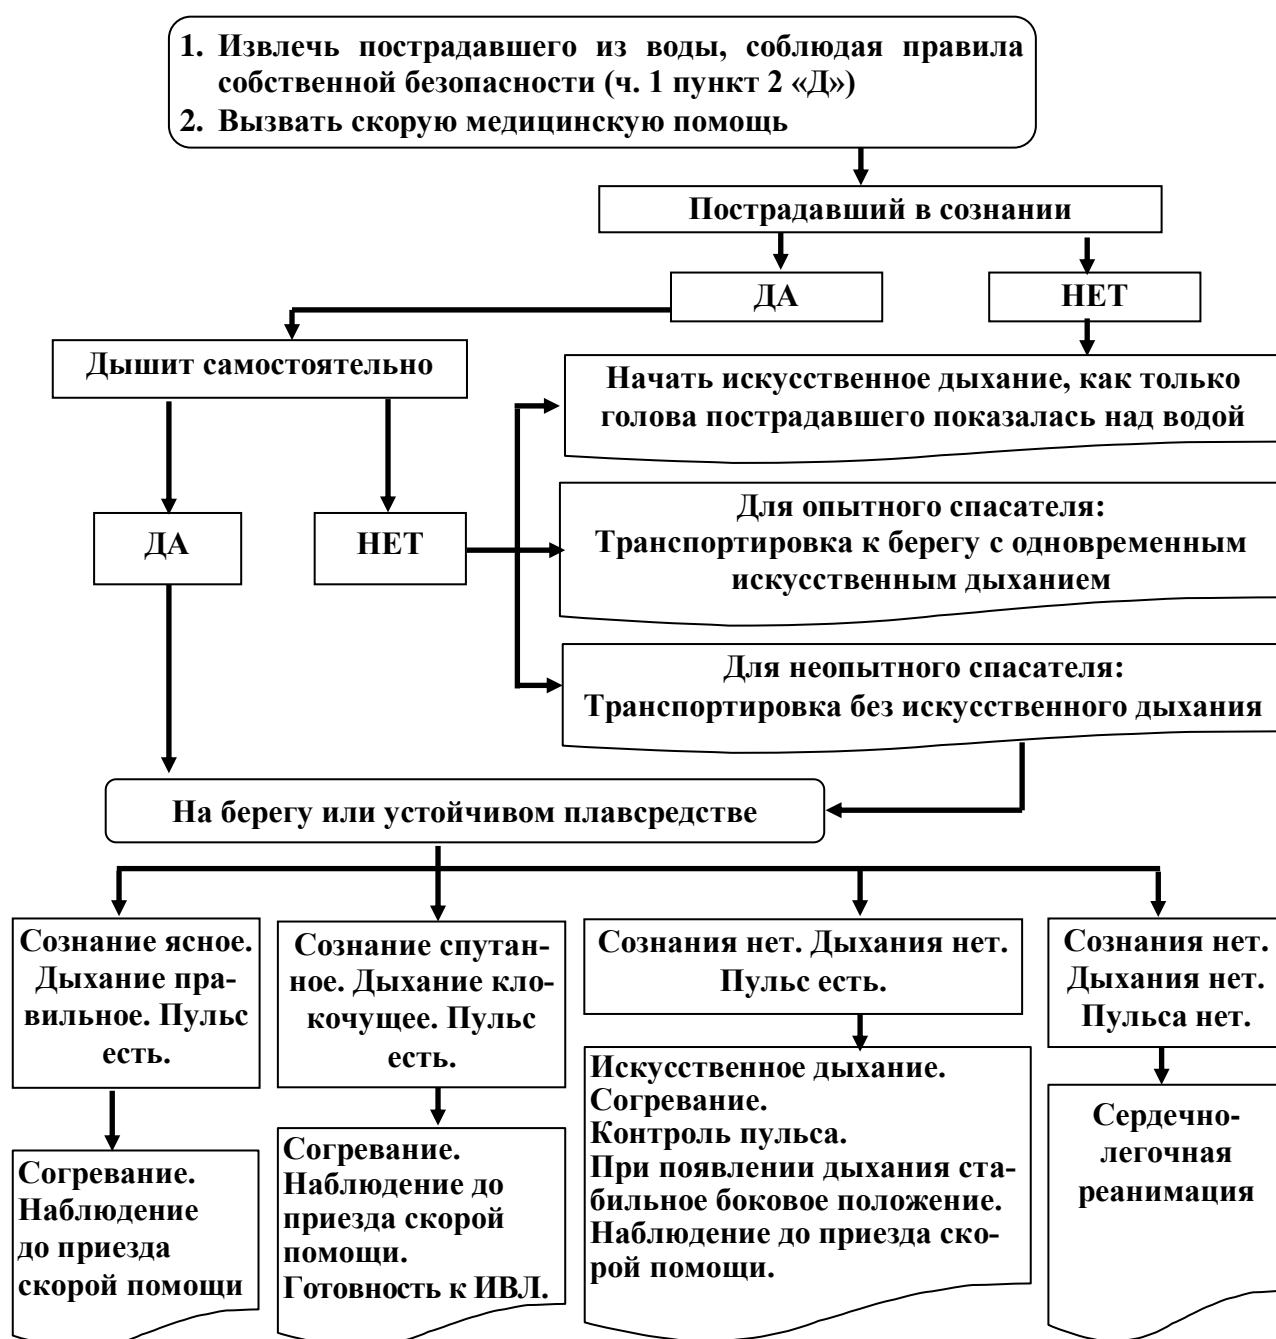 1. Извлечь пострадавшего из воды, соблюдая правила
собственной безопасности (ч. 1 пункт 2 «Д»)
2. Вызвать скорую медицинскую помощь
Пострадавший в сознании
ДА
НЕТ
Дышит самостоятельно
Начать искусственное дыхание, как только
голова пострадавшего показалась над водой
ДА
НЕТ
Для опытного спасателя:
Транспортировка к берегу с одновременным
искусственным дыханием
Для неопытного спасателя:
Транспортировка без искусственного дыхания
На берегу или устойчивом плавсредстве
Сознание ясное.
Дыхание пра-
вильное. Пульс
есть.
Сознание спутан-
ное. Дыхание кло-
кочущее. Пульс
есть.
Сознания нет. Дыхания нет.
Пульс есть.
Сознания нет.
Дыхания нет.
Пульса нет.
Согревание.
Наблюдение
до приезда
скорой помощи
Согревание.
Наблюдение до
приезда скорой
помощи.
Готовность к ИВЛ.
Искусственное дыхание.
Согревание.
Контроль пульса.
При появлении дыхания ста-
бильное боковое положение.
Наблюдение до приезда ско-
рой помощи.
Сердечно-
легочная
реанимация